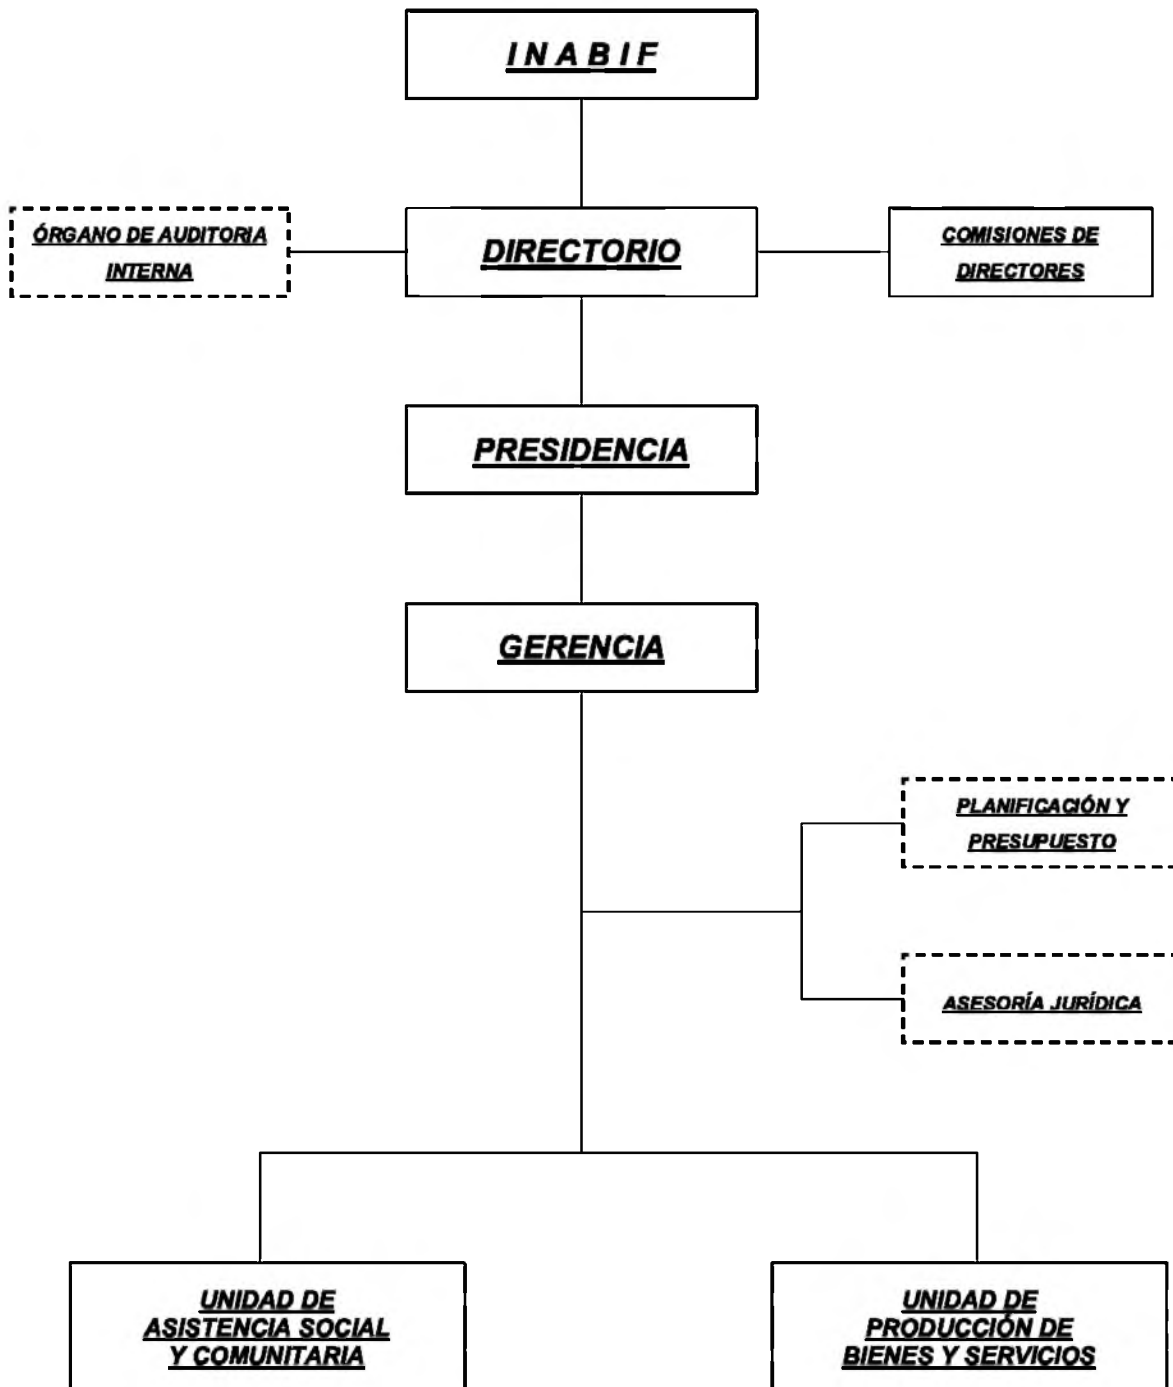 I N A B I F
ÓRGANO DE AUDITORIA
INTERNA
DIRECTORIO
COMISIONES DE
DIRECTORES
PRESIDENCIA
GERENCIA
PLANIFICACIÓN Y
PRESUPUESTO
ASESORÍA JURÍDICA
UNIDAD DE
ASISTENCIA SOCIAL
Y COMUNITARIA
UNIDAD DE
PRODUCCIÓN DE
BIENES Y SERVICIOS